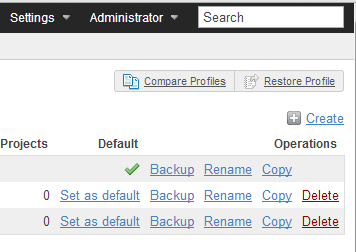 Settings Administrator Search
Compare Profiles Restore Profile
Create
Projects Default Operations
Backup Rename Copy
0 Set as default Backup Rename Copy Delete
0 Set as default Backup Rename Copy Delete